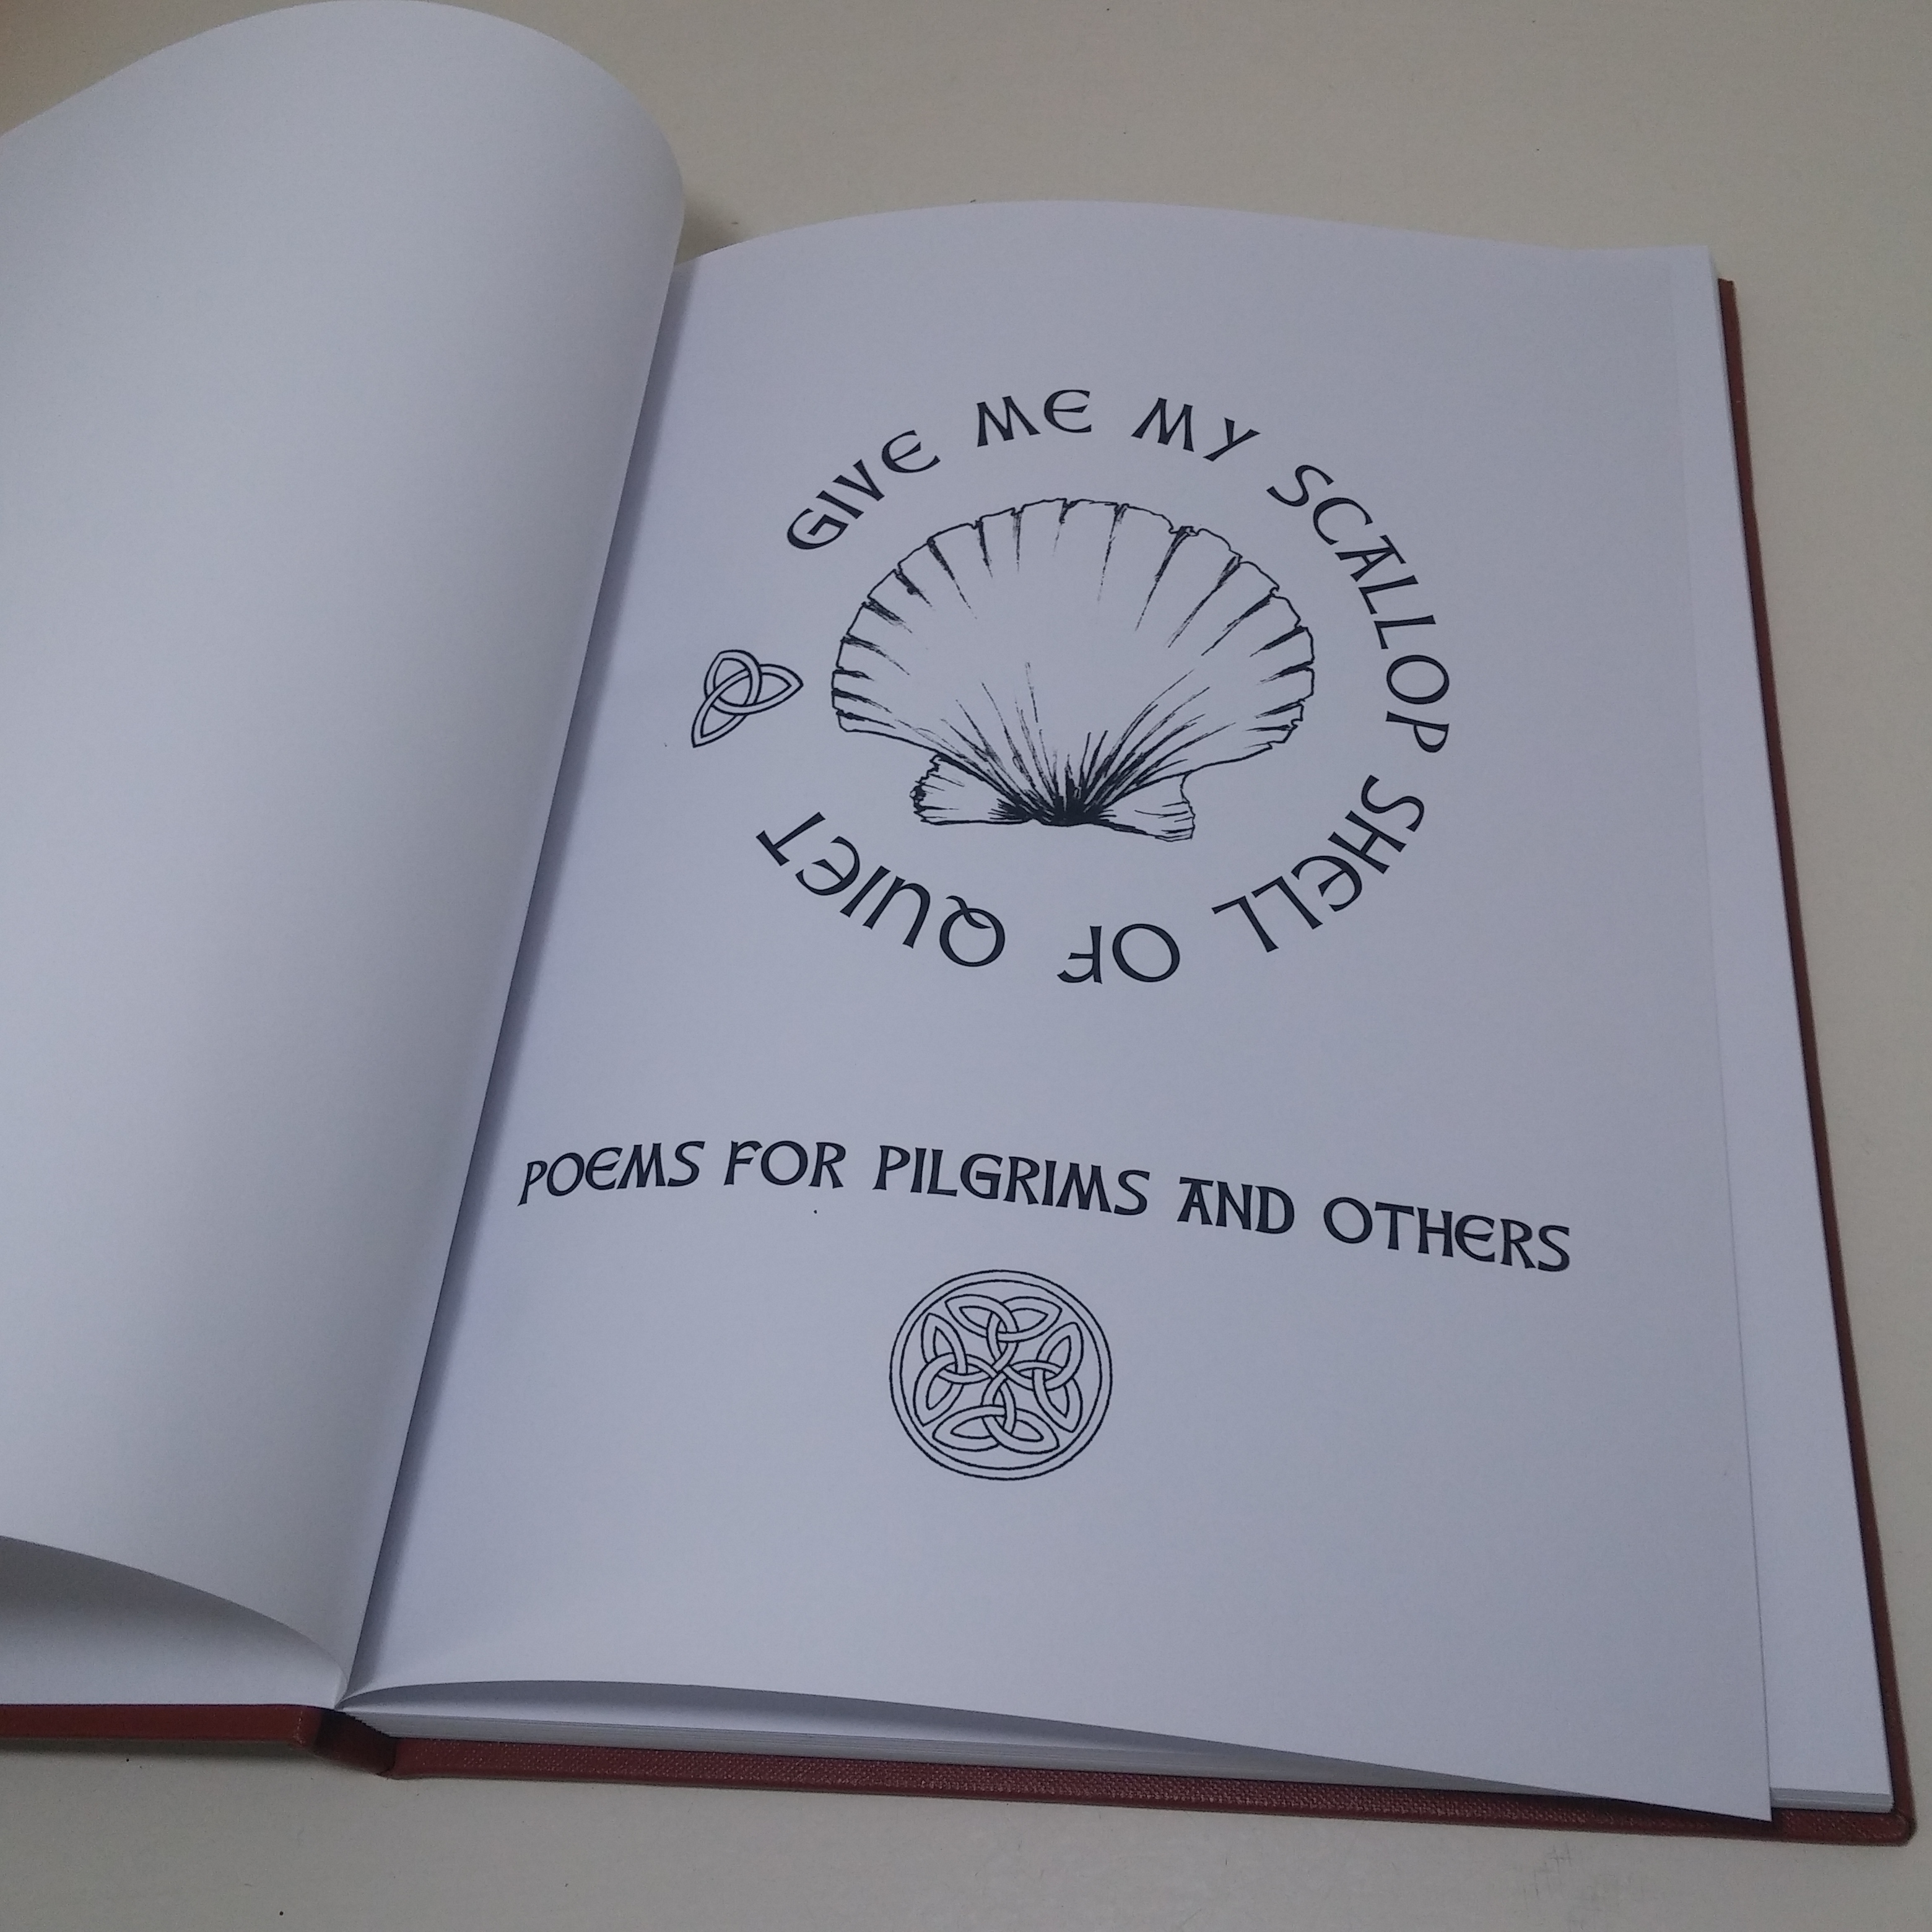 GIVE ME MY SCALLOP SHELL OF QUIET
POEMS FOR PILGRIMS AND OTHERS